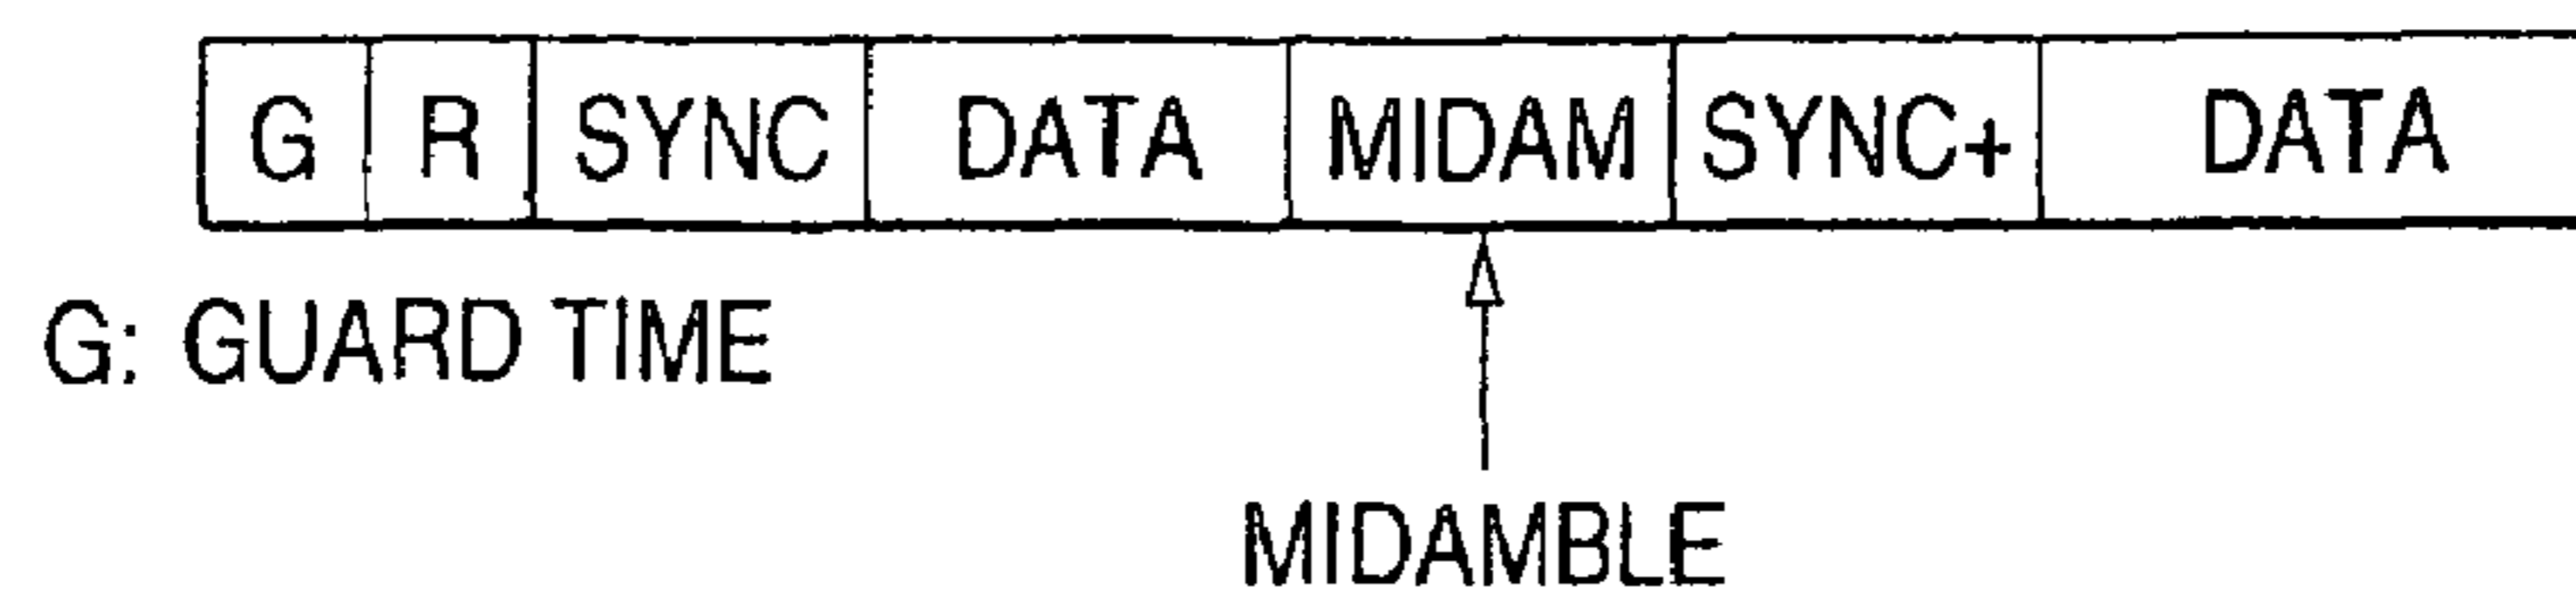 G R SYNC DATA MIDAM SYNC+ DATA
G: GUARD TIME
MIDAMBLE